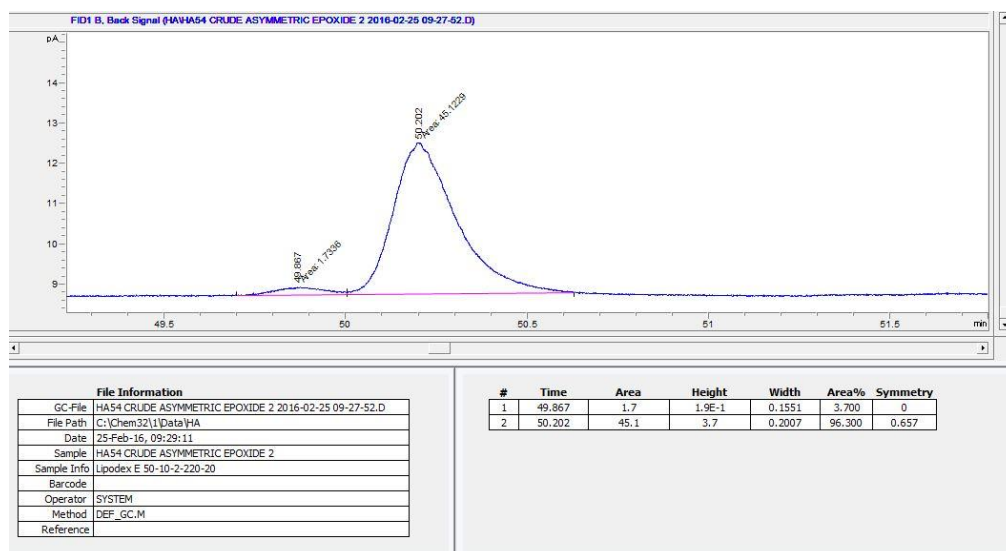 FID1 B, Back Signal (HA\HA54 CRUDE ASYMMETRIC EPOXIDE 2 2016-02-25 09-27-52.D)
pA
14
13
12
11
10
9
49.867
Area: 1.7336
50.202
Area: 45.1229
49.5 50 50.5 51 51.5 min
File Information
GC-File HA54 CRUDE ASYMMETRIC EPOXIDE 2 2016-02-25 09-27-52.D
File Path C:\Chem32\1\Data\HA
Date 25-Feb-16, 09:29:11
Sample HA54 CRUDE ASYMMETRIC EPOXIDE 2
Sample Info Lipodex E 50-10-2-220-20
Barcode
Operator SYSTEM
Method DEF_GC.M
Reference
# Time Area Height Width Area% Symmetry
1 49.867 1.7 1.9E-1 0.1551 3.700 0
2 50.202 45.1 3.7 0.2007 96.300 0.657